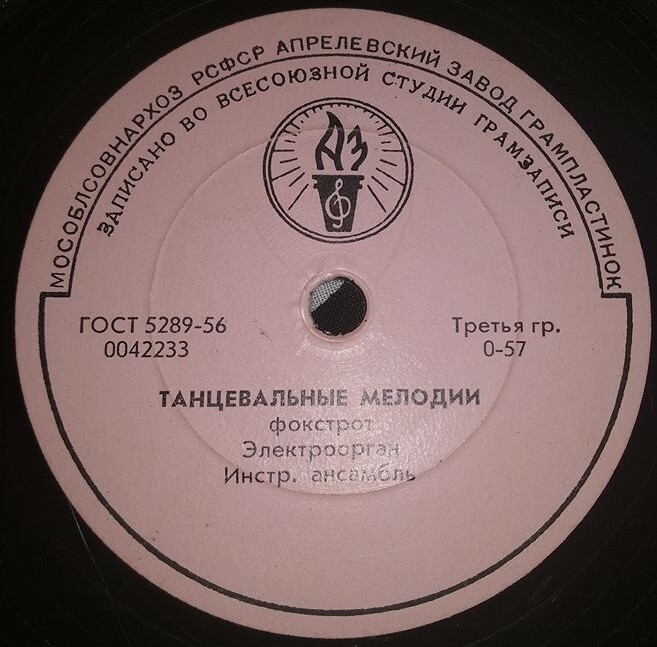 МОСОБЛСОВНАРХОЗ РСФСР АПРЕЛЕВСКИЙ ЗАВОД ГРАМПЛАСТИНОК
ЗАПИСАНО ВО ВСЕСОЮЗНОЙ СТУДИИ ГРАМЗАПИСИ
АЗ
ГОСТ 5289-56
0042233
Третья гр.
0-57
ТАНЦЕВАЛЬНЫЕ МЕЛОДИИ
фокстрот
Электроорган
Инстр. ансамбль